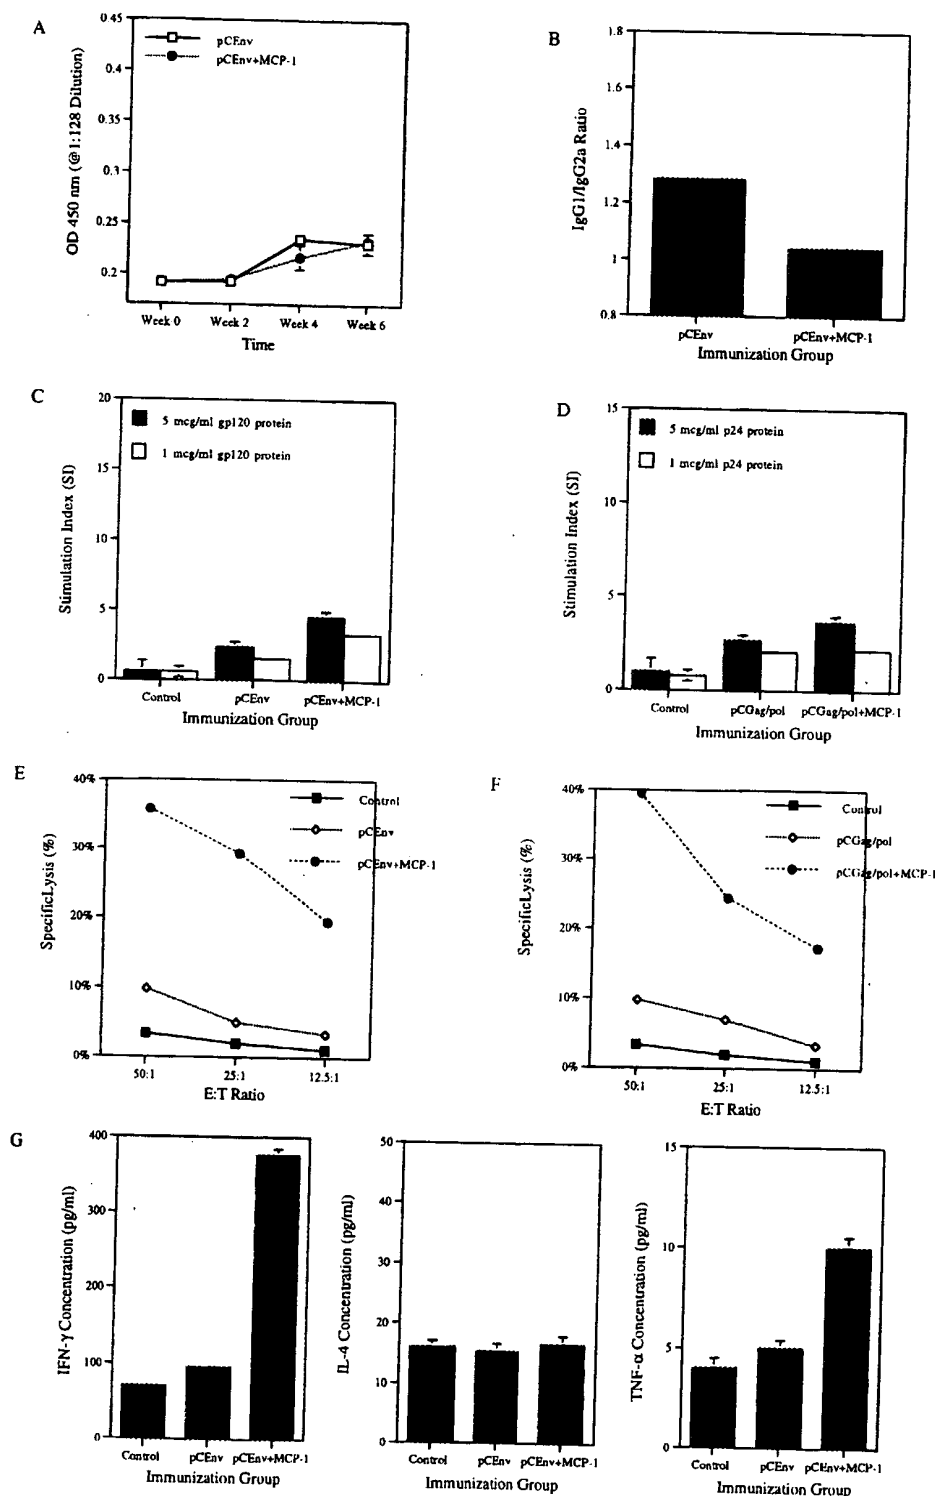 A
0.45
0.4
0.35
0.3
0.25
0.2
OD 450 nm (@1:128 Dilution)
pCEnv
pCEnv+MCP-1
Week 0
Week 2
Week 4
Week 6
Time
B
1.8
1.6
1.4
1.2
1
0.8
IgG1/IgG2a Ratio
pCEnv
pCEnv+MCP-1
Immunization Group
C
20
15
10
5
0
Stimulation Index (SI)
5 mcg/ml gp120 protein
1 mcg/ml gp120 protein
Control
pCEnv
pCEnv+MCP-1
Immunization Group
D
15
10
5
0
Stimulation Index (SI)
5 mcg/ml p24 protein
1 mcg/ml p24 protein
Control
pCGag/pol
pCGag/pol+MCP-1
Immunization Group
E
40%
30%
20%
10%
0%
SpecificLysis (%)
Control
pCEnv
pCEnv+MCP-1
50:1
25:1
12.5:1
E:T Ratio
F
40%
30%
20%
10%
0%
SpecificLysis (%)
Control
pCGag/pol
pCGag/pol+MCP-1
50:1
25:1
12.5:1
E:T Ratio
G
400
300
200
100
0
IFN-γ Concentration (pg/ml)
Control
pCEnv
pCEnv+MCP-1
Immunization Group
50
40
30
20
10
0
IL-4 Concentration (pg/ml)
Control
pCEnv
pCEnv+MCP-1
Immunization Group
15
10
5
0
TNF-α Concentration (pg/ml)
Control
pCEnv
pCEnv+MCP-1
Immunization Group